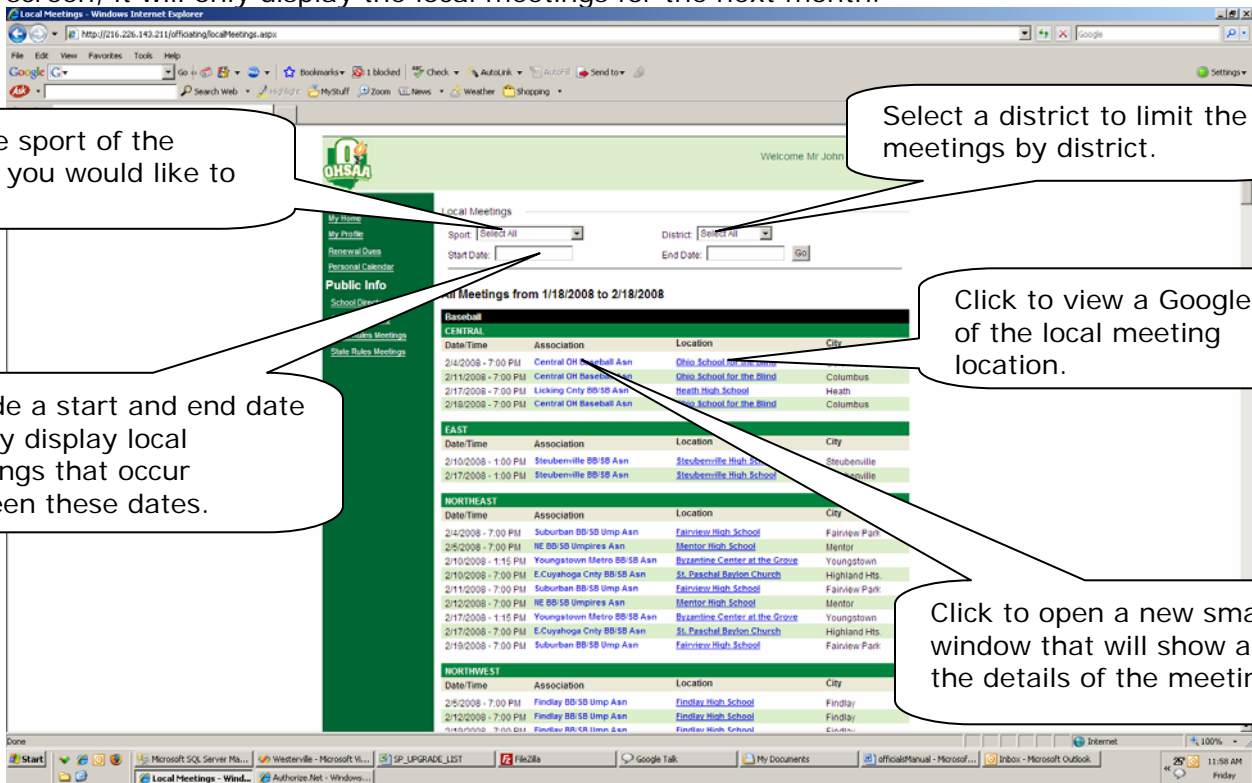 screen, it will only display the local meetings for the next month.
Local Meetings - Windows Internet Explorer
http://216.226.143.211/officiating/localMeetings.aspx
Google
File Edit View Favorites Tools Help
Google G Go Bookmarks 1 blocked Check AutoLink AutoFill Send to Settings
Search Web Highlight MyStuff Zoom News Weather Shopping
e sport of the
you would like to
Select a district to limit the
meetings by district.
OHSAA
Welcome Mr John
My Home
My Profile
Renewal Dues
Personal Calendar
Public Info
State Rules Meetings
Local Meetings
Sport: Select All District: Select All
Start Date: End Date: Go
All Meetings from 1/18/2008 to 2/18/2008
Click to view a Google
of the local meeting
location.
de a start and end date
y display local
ngs that occur
een these dates.
Baseball
CENTRAL
Date/Time Association Location City
2/4/2008 - 7:00 PM Central OH Baseball Asn Ohio School for the Blind
2/11/2008 - 7:00 PM Central OH Baseball Asn Ohio School for the Blind Columbus
2/17/2008 - 7:00 PM Licking Cnty BB/SB Asn Heath High School Heath
2/18/2008 - 7:00 PM Central OH Baseball Asn Ohio School for the Blind Columbus
EAST
Date/Time Association Location City
2/10/2008 - 1:00 PM Steubenville BB/SB Asn Steubenville High School Steubenville
2/17/2008 - 1:00 PM Steubenville BB/SB Asn Steubenville High School Steubenville
NORTHEAST
Date/Time Association Location City
2/4/2008 - 7:00 PM Suburban BB/SB Ump Asn Fairview High School Fairview Park
2/5/2008 - 7:00 PM NE BB/SB Umpires Asn Mentor High School Mentor
2/10/2008 - 1:15 PM Youngstown Metro BB/SB Asn Byzantine Center at the Grove Youngstown
2/10/2008 - 7:00 PM E.Cuyahoga Cnty BB/SB Asn St. Paschal Baylon Church Highland Hts.
2/11/2008 - 7:00 PM Suburban BB/SB Ump Asn Fairview High School Fairview Park
2/12/2008 - 7:00 PM NE BB/SB Umpires Asn Mentor High School Mentor
2/17/2008 - 1:15 PM Youngstown Metro BB/SB Asn Byzantine Center at the Grove Youngstown
2/17/2008 - 7:00 PM E.Cuyahoga Cnty BB/SB Asn St. Paschal Baylon Church Highland Hts.
2/19/2008 - 7:00 PM Suburban BB/SB Ump Asn Fairview High School Fairview Park
Click to open a new sma
window that will show a
the details of the meetin
NORTHWEST
Date/Time Association Location City
2/5/2008 - 7:00 PM Findlay BB/SB Ump Asn Findlay High School Findlay
2/12/2008 - 7:00 PM Findlay BB/SB Ump Asn Findlay High School Findlay
Findlay BB/SB Ump Asn Findlay High School Findlay
Done Internet 100%
Start Microsoft SQL Server Ma... Westerville - Microsoft Vi... SP_UPGRADE_LIST FileZilla Google Talk My Documents officialsManual - Microsof... Inbox - Microsoft Outlook 25° 11:58 AM
Local Meetings - Wind... Authorize.Net - Windows... Friday